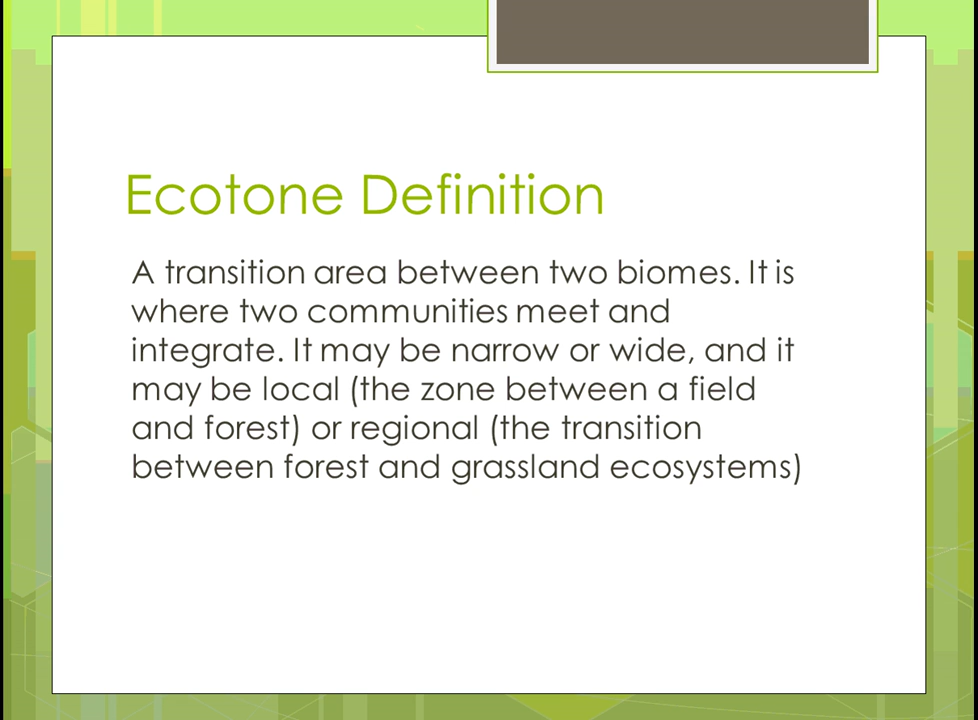 Ecotone Definition
A transition area between two biomes. It is
where two communities meet and
integrate. It may be narrow or wide, and it
may be local (the zone between a field
and forest) or regional (the transition
between forest and grassland ecosystems)